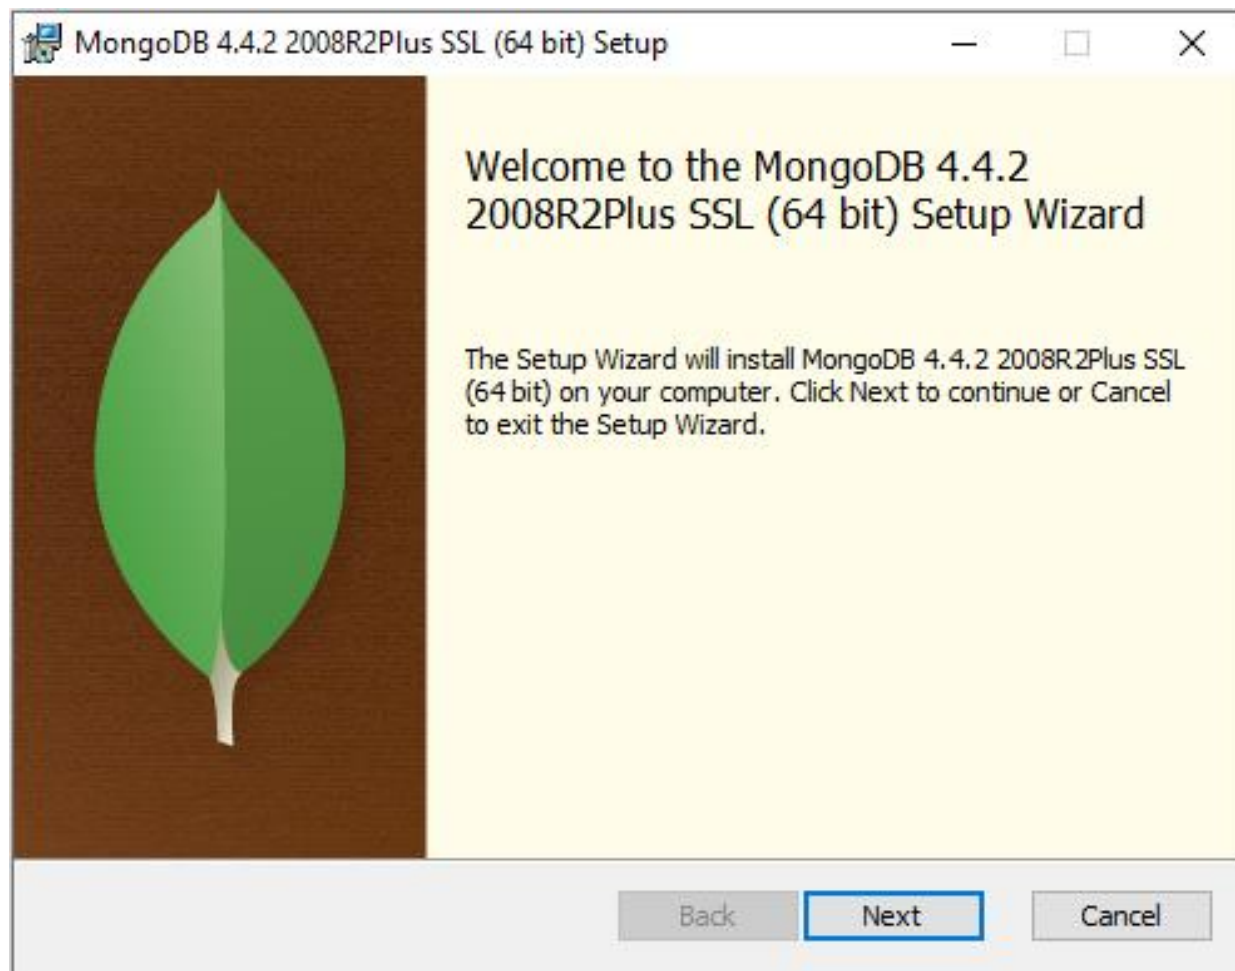 MongoDB 4.4.2 2008R2Plus SSL (64 bit) Setup
Welcome to the MongoDB 4.4.2
2008R2Plus SSL (64 bit) Setup Wizard
The Setup Wizard will install MongoDB 4.4.2 2008R2Plus SSL
(64 bit) on your computer. Click Next to continue or Cancel
to exit the Setup Wizard.
Back Next Cancel